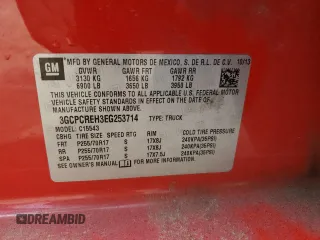 GM
MFD BY GENERAL MOTORS DE MEXICO, S. DE R.L. DE C.V. 10/13
GVWR GAWR FRT GAWR RR
3130 KG 1656 KG 1792 KG
6900 LB 3650 LB 3950 LB
THIS VEHICLE CONFORMS TO ALL APPLICABLE U.S. FEDERAL MOTOR
VEHICLE SAFETY STANDARDS IN EFFECT ON THE DATE OF
MANUFACTURE SHOWN ABOVE.
3GCPCREH3EG253714 TYPE: TRUCK
MODEL: C15543
TIRE SIZE SPEED RTG RIM COLD TIRE PRESSURE
FRT P255/70R17 S 17X8J 240KPA(35PSI)
RR P255/70R17 S 17X8J 240KPA(35PSI)
SPA P255/70R17 S 17X7.5J 240KPA(35PSI)
SEE OWNER'S MANUAL FOR ADDITIONAL INFORMATION.
© DREAMBID